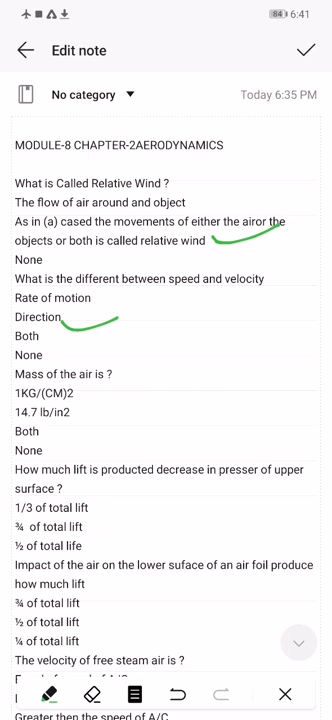 84 6:41
Edit note
No category Today 6:35 PM
MODULE-8 CHAPTER-2AERODYNAMICS
What is Called Relative Wind ?
The flow of air around and object
As in (a) cased the movements of either the airor the
objects or both is called relative wind
None
What is the different between speed and velocity
Rate of motion
Direction
Both
None
Mass of the air is ?
1KG/(CM)2
14.7 lb/in2
Both
None
How much lift is producted decrease in presser of upper
surface ?
1/3 of total lift
¾ of total lift
½ of total life
Impact of the air on the lower suface of an air foil produce
how much lift
¾ of total lift
½ of total lift
¼ of total lift
The velocity of free steam air is ?
Greater then the speed of A/C